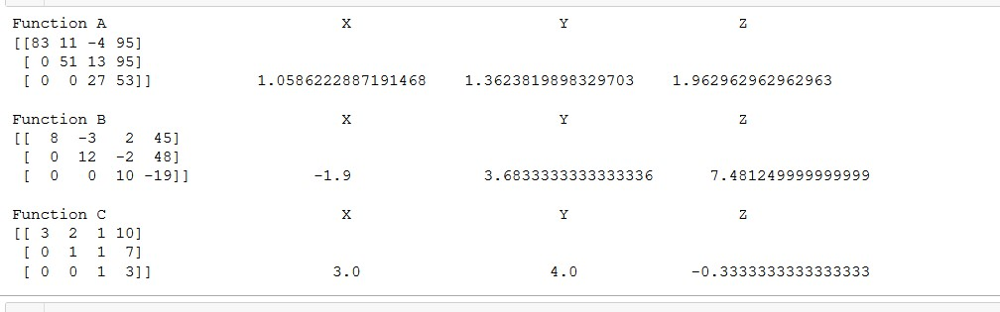 Function A X Y Z
[[83 11 -4 95]
[ 0 51 13 95]
[ 0 0 27 53]] 1.0586222887191468 1.3623819898329703 1.962962962962963
Function B X Y Z
[[ 8 -3 2 45]
[ 0 12 -2 48]
[ 0 0 10 -19]] -1.9 3.6833333333333336 7.481249999999999
Function C X Y Z
[[ 3 2 1 10]
[ 0 1 1 7]
[ 0 0 1 3]] 3.0 4.0 -0.3333333333333333